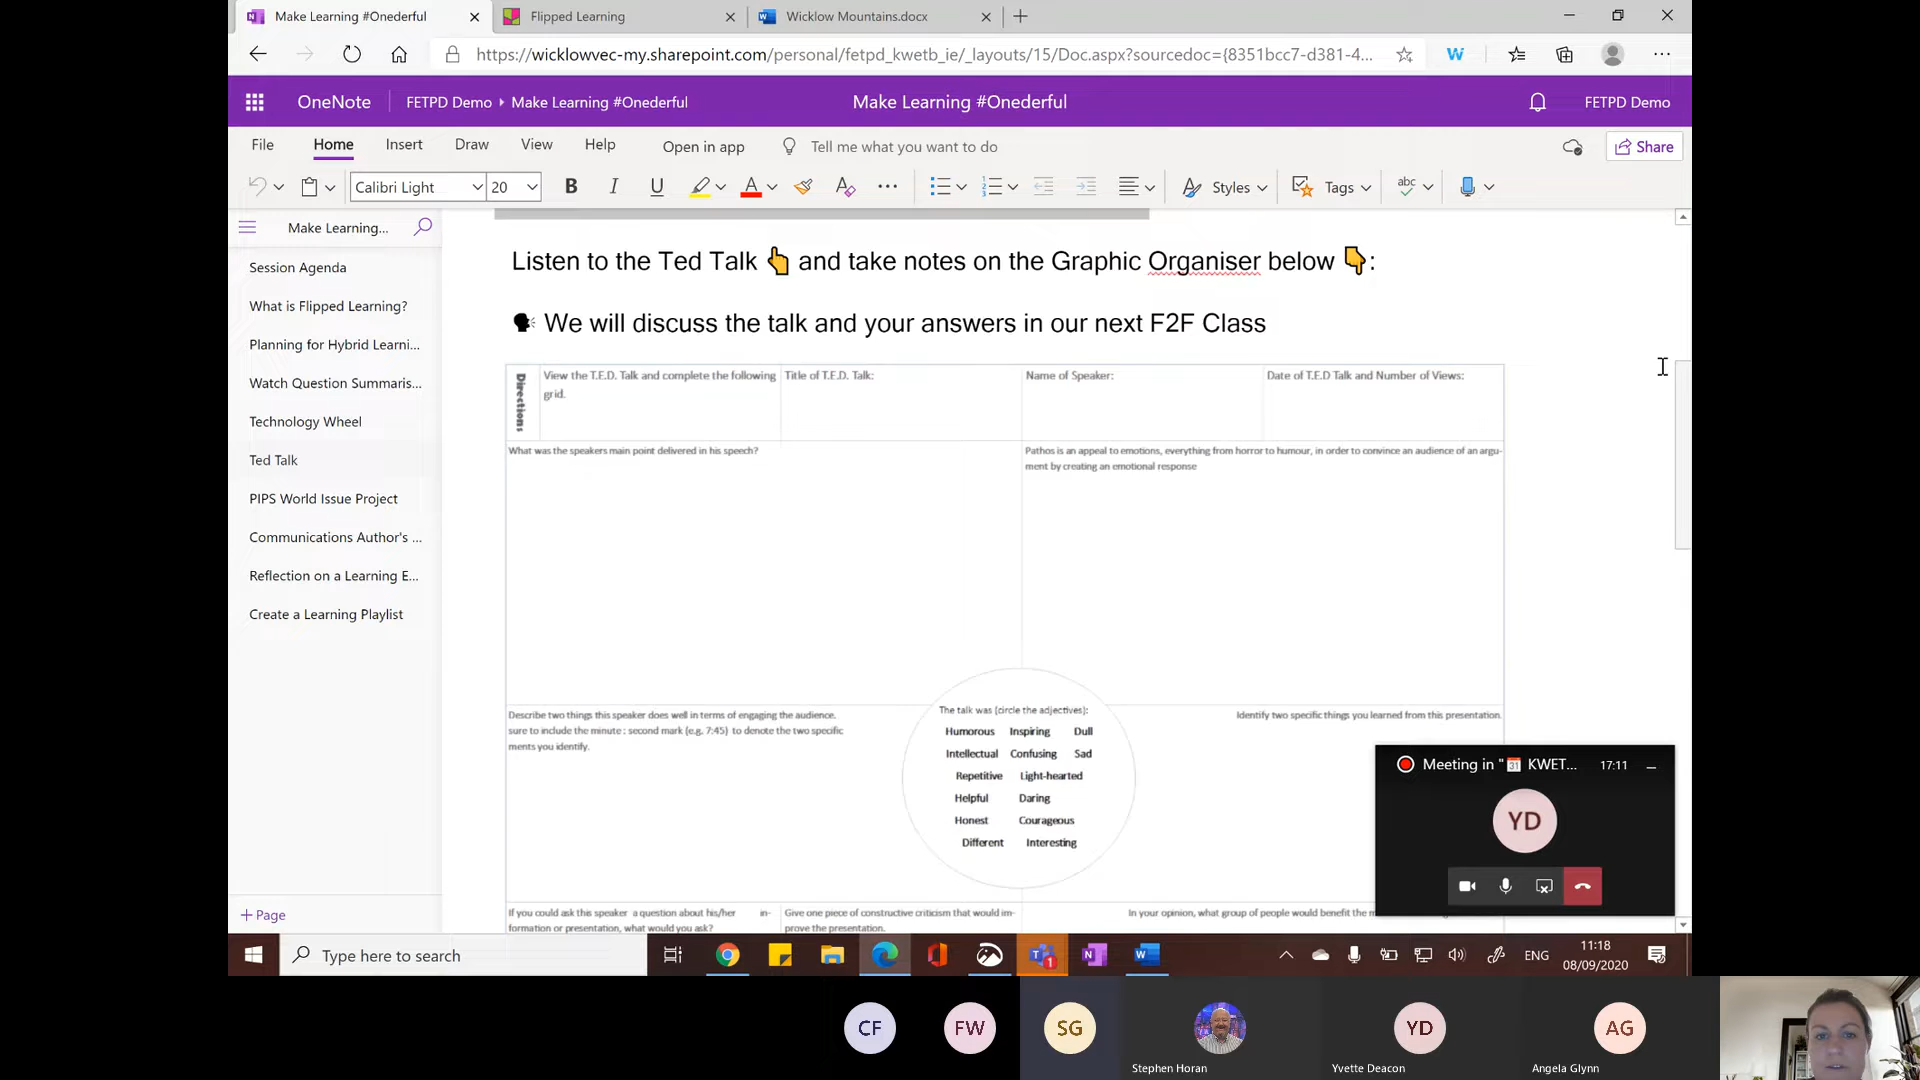 Make Learning #Onederful
Flipped Learning
Wicklow Mountains.docx
https://wicklowvec-my.sharepoint.com/personal/fetpd_kwetb_ie/_layouts/15/Doc.aspx?sourcedoc={8351bcc7-d381-4...
W
OneNote
FETPD Demo
Make Learning #Onederful
Make Learning #Onederful
FETPD Demo
File
Home
Insert
Draw
View
Help
Open in app
Tell me what you want to do
Share
Calibri Light
20
B
I
U
Styles
Tags
abc
Make Learning...
Session Agenda
What is Flipped Learning?
Planning for Hybrid Learni...
Watch Question Summaris...
Technology Wheel
Ted Talk
PIPS World Issue Project
Communications Author's ...
Reflection on a Learning E...
Create a Learning Playlist
+ Page
Listen to the Ted Talk 👆 and take notes on the Graphic Organiser below 👇:
🗣 We will discuss the talk and your answers in our next F2F Class
Directions
View the T.E.D. Talk and complete the following
grid.
Title of T.E.D. Talk:
Name of Speaker:
Date of T.E.D Talk and Number of Views:
What was the speakers main point delivered in his speech?
Pathos is an appeal to emotions, everything from horror to humour, in order to convince an audience of an argu-
ment by creating an emotional response
Describe two things this speaker does well in terms of engaging the audience,
sure to include the minute : second mark (e.g. 7:45) to denote the two specific
ments you identify.
The talk was (circle the adjectives):
Humorous Inspiring Dull
Intellectual Confusing Sad
Repetitive Light-hearted
Helpful Daring
Honest Courageous
Different Interesting
Identify two specific things you learned from this presentation.
If you could ask this speaker a question about his/her in-
formation or presentation, what would you ask?
Give one piece of constructive criticism that would im-
prove the presentation.
In your opinion, what group of people would benefit the m
Meeting in "31 KWET...
17:11
YD
Type here to search
ENG
11:18
08/09/2020
CF
FW
SG
Stephen Horan
YD
Yvette Deacon
AG
Angela Glynn